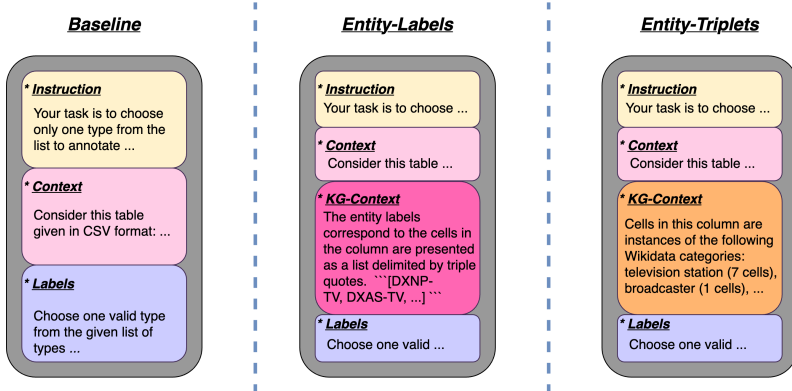 Baseline
* Instruction
Your task is to choose
only one type from the
list to annotate ...
* Context
Consider this table
given in CSV format: ...
* Labels
Choose one valid type
from the given list of
types ...
Entity-Labels
* Instruction
Your task is to choose ...
* Context
Consider this table ...
* KG-Context
The entity labels
correspond to the cells in
the column are presented
as a list delimited by triple
quotes. ```[DXNP-
TV, DXAS-TV, ...] ```
* Labels
Choose one valid ...
Entity-Triplets
* Instruction
Your task is to choose ...
* Context
Consider this table ...
* KG-Context
Cells in this column are
instances of the following
Wikidata categories:
television station (7 cells),
broadcaster (1 cells), ...
* Labels
Choose one valid ...